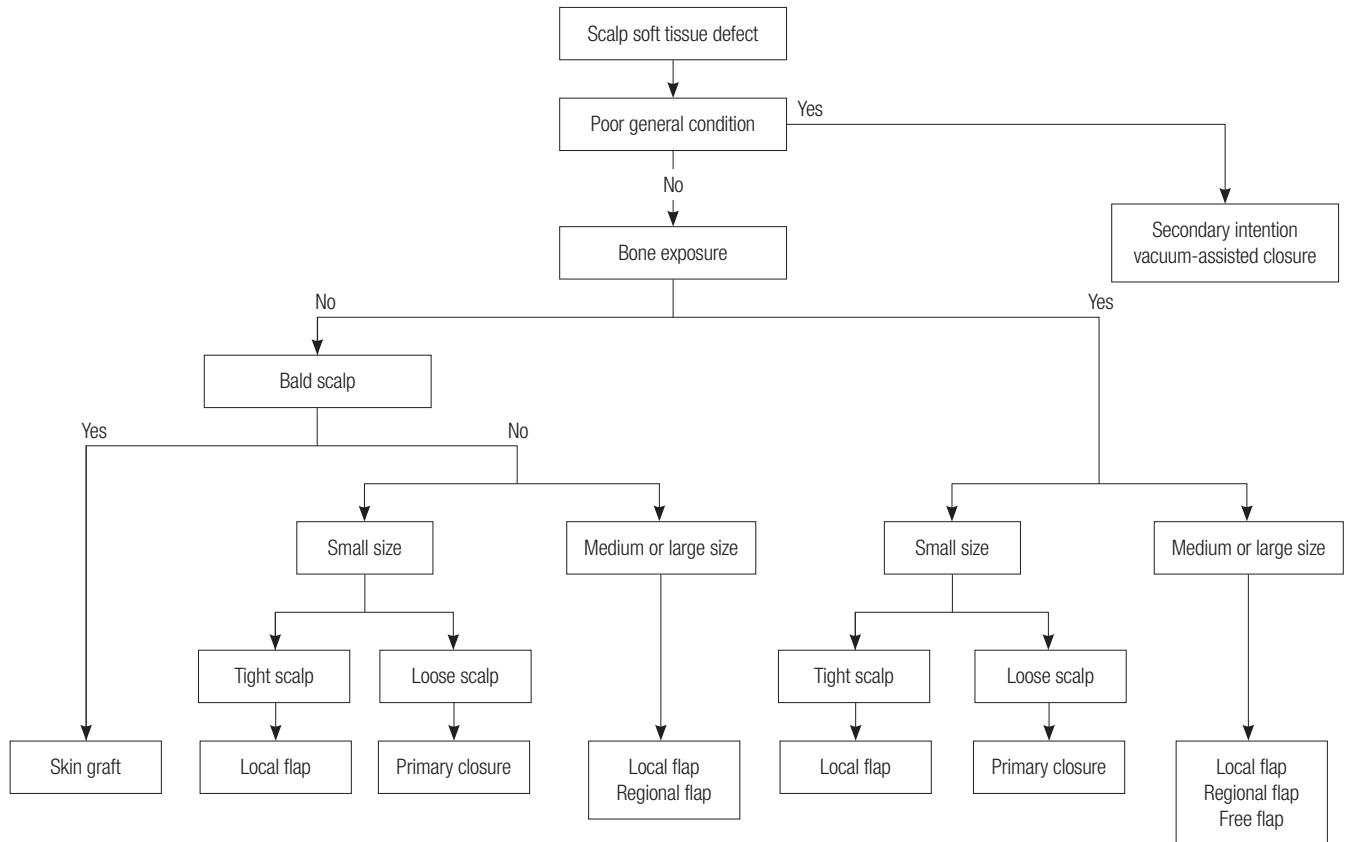 Scalp soft tissue defect
Poor general condition
Yes
No
Secondary intention
vacuum-assisted closure
Bone exposure
No
Yes
Bald scalp
Yes
No
Small size
Medium or large size
Small size
Medium or large size
Tight scalp
Loose scalp
Tight scalp
Loose scalp
Skin graft
Local flap
Primary closure
Local flap
Regional flap
Local flap
Primary closure
Local flap
Regional flap
Free flap